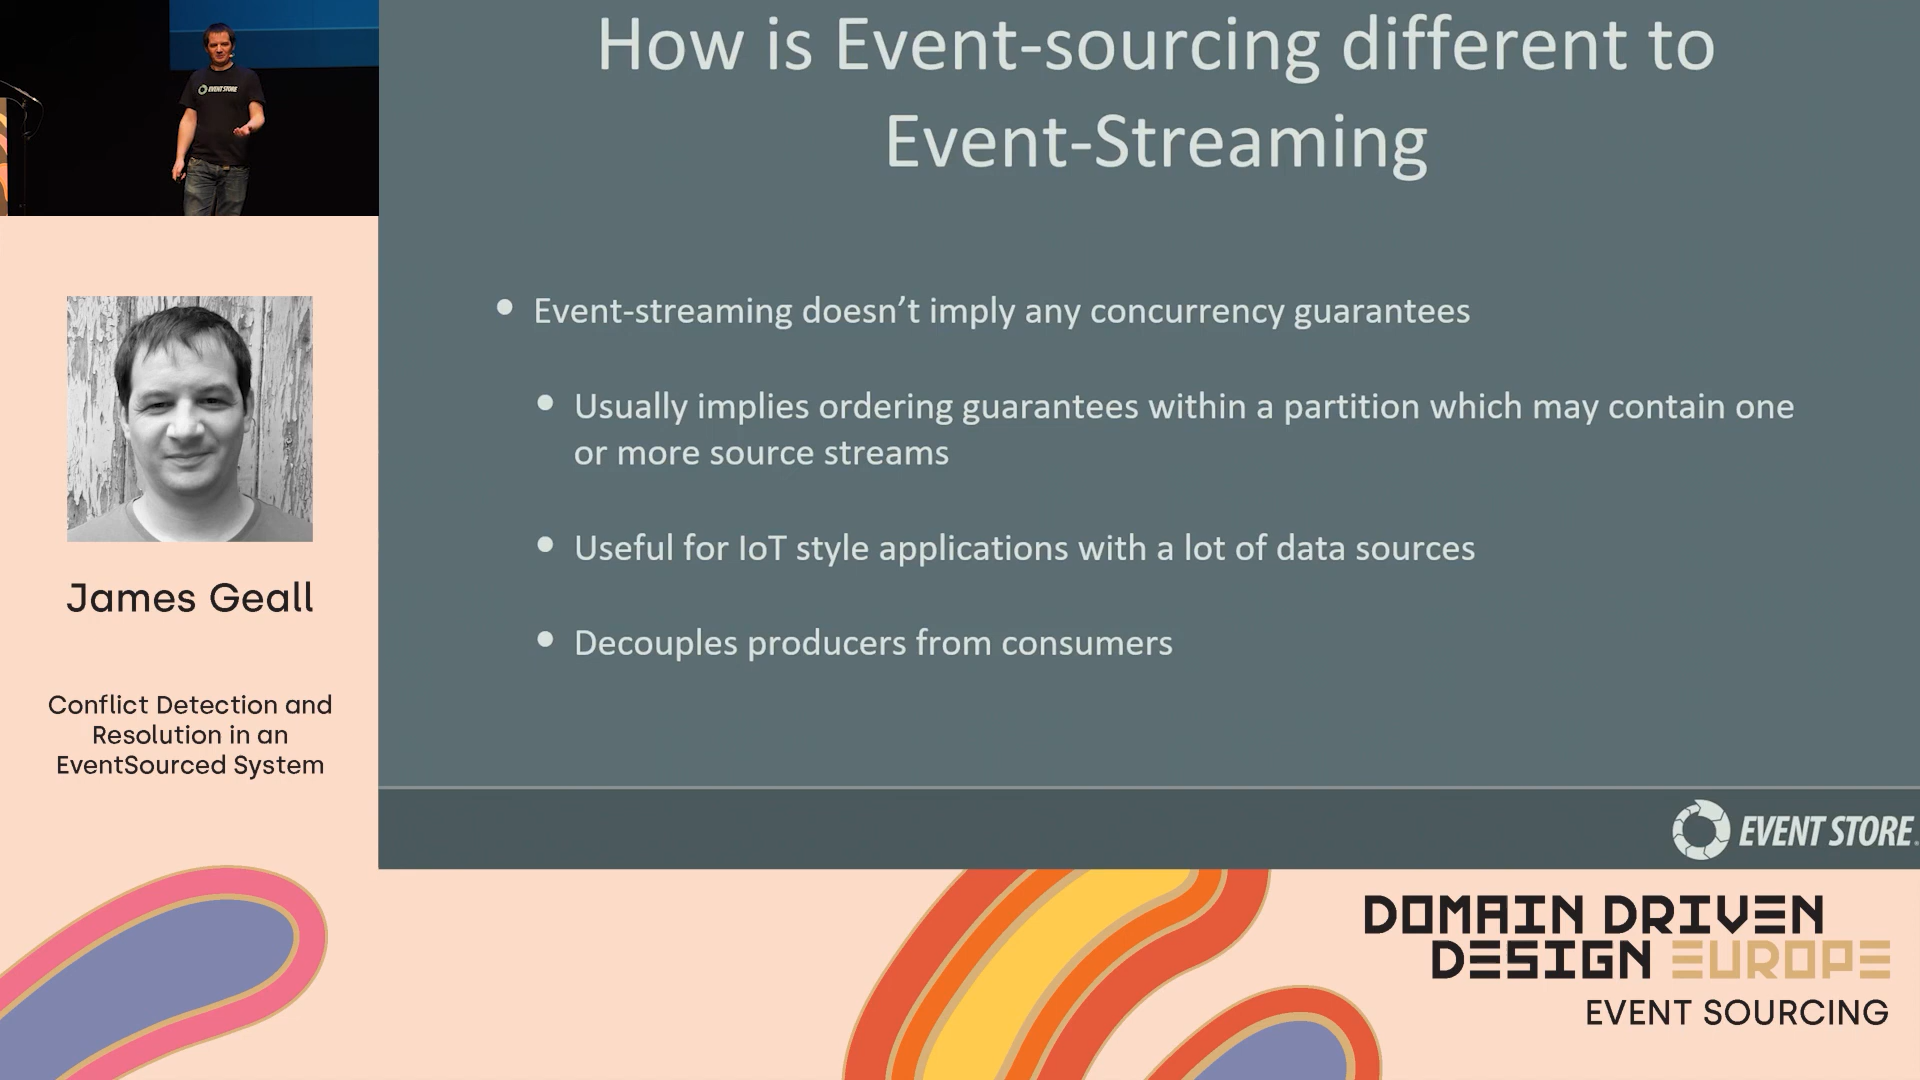 EVENT STORE
How is Event-sourcing different to
Event-Streaming
• Event-streaming doesn’t imply any concurrency guarantees
• Usually implies ordering guarantees within a partition which may contain one
or more source streams
• Useful for IoT style applications with a lot of data sources
• Decouples producers from consumers
EVENT STORE
James Geall
Conflict Detection and
Resolution in an
EventSourced System
DOMAIN DRIVEN
DESIGN EUROPE
EVENT SOURCING